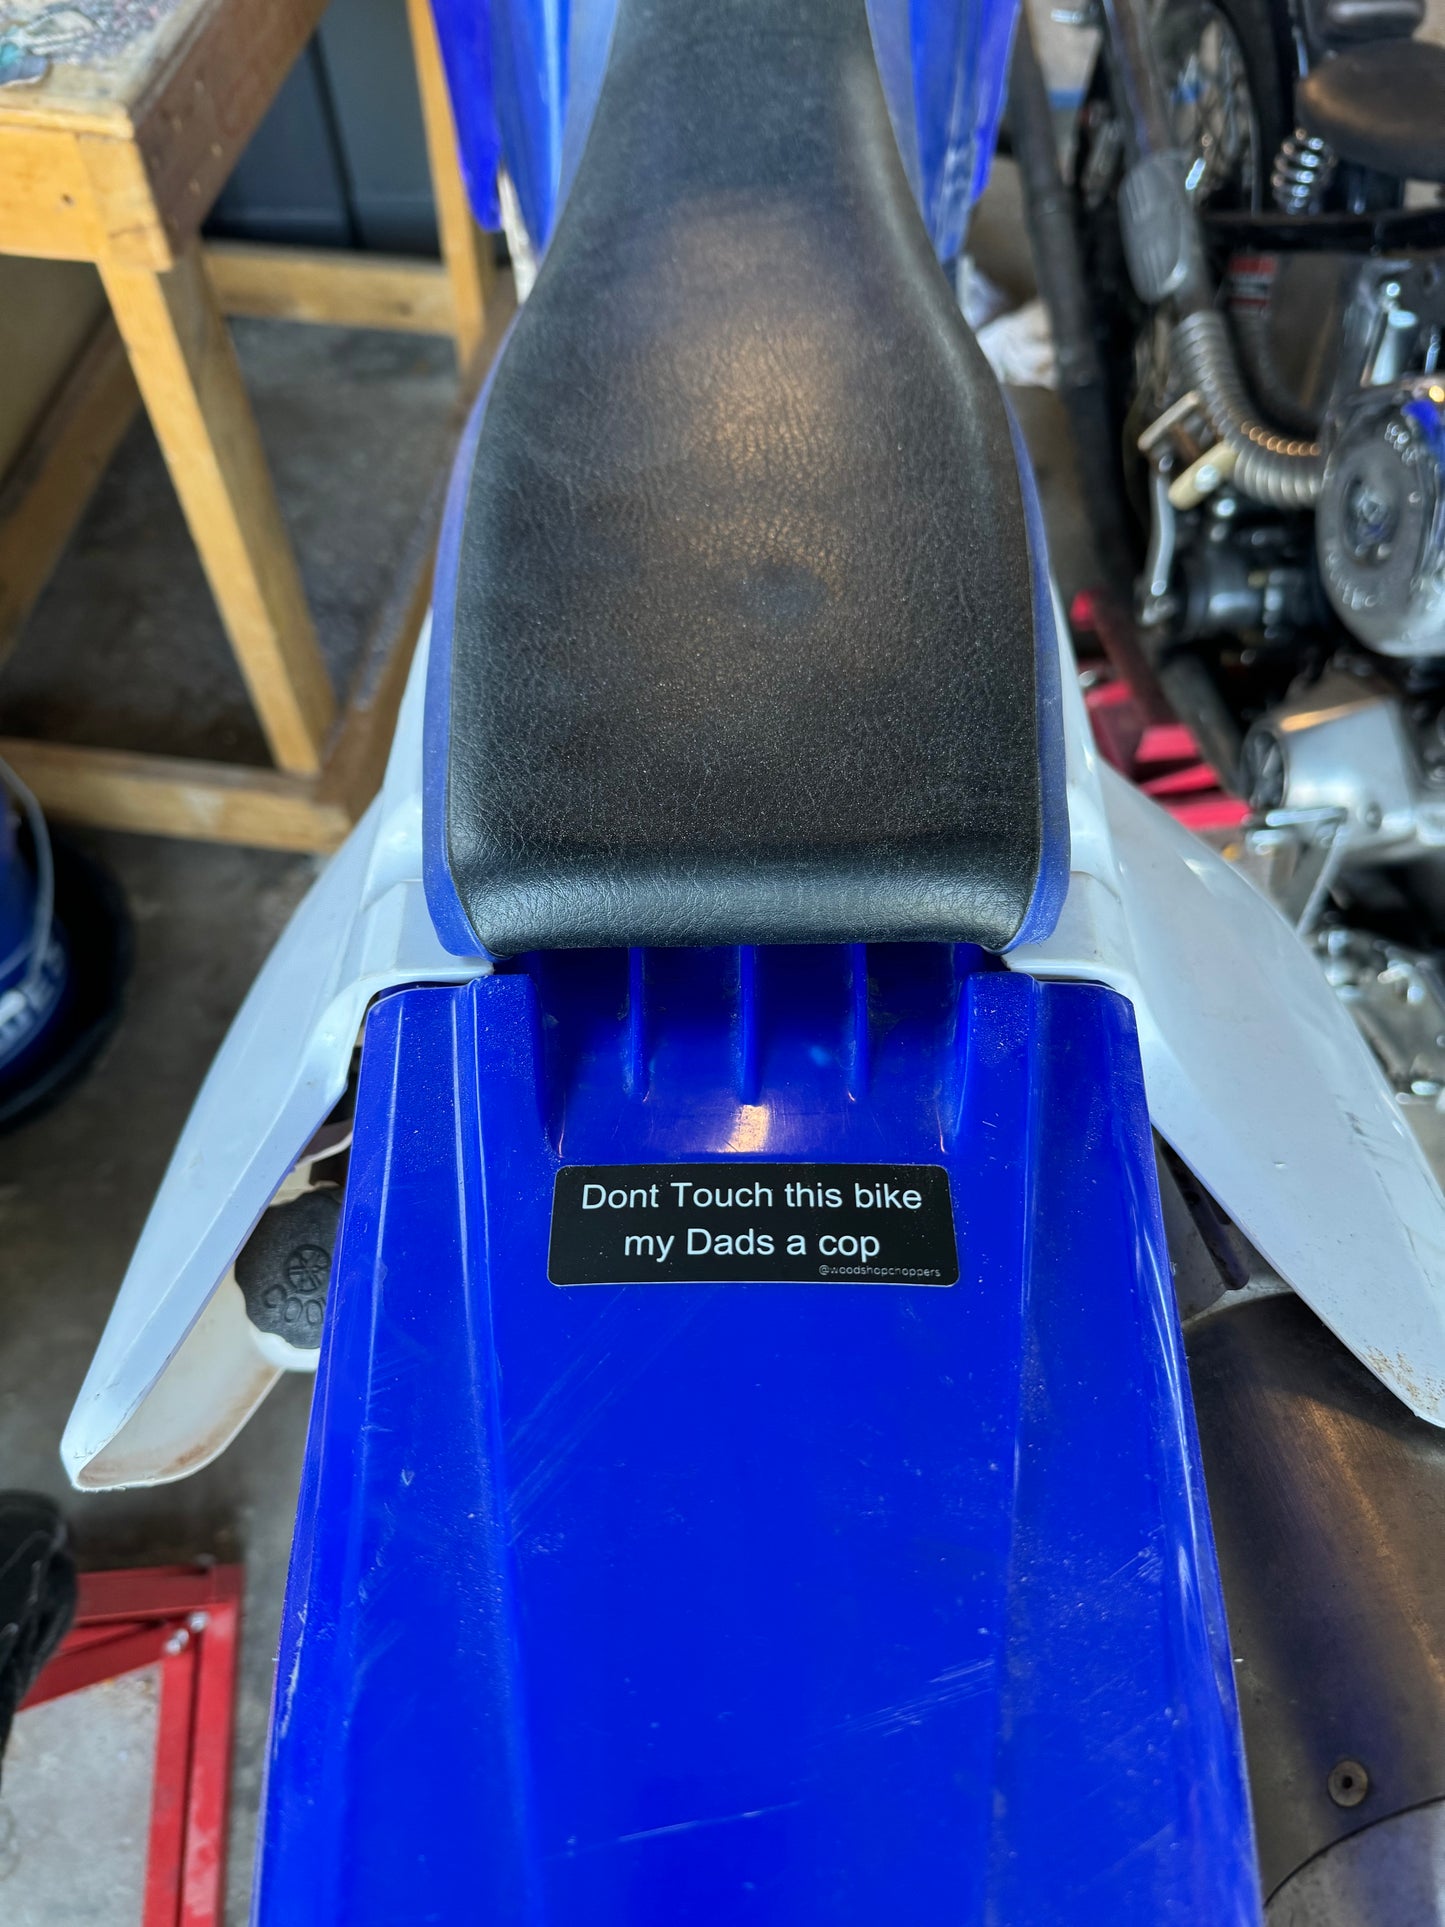 Dont Touch this bike
my Dads a cop
@woodshopchoppers